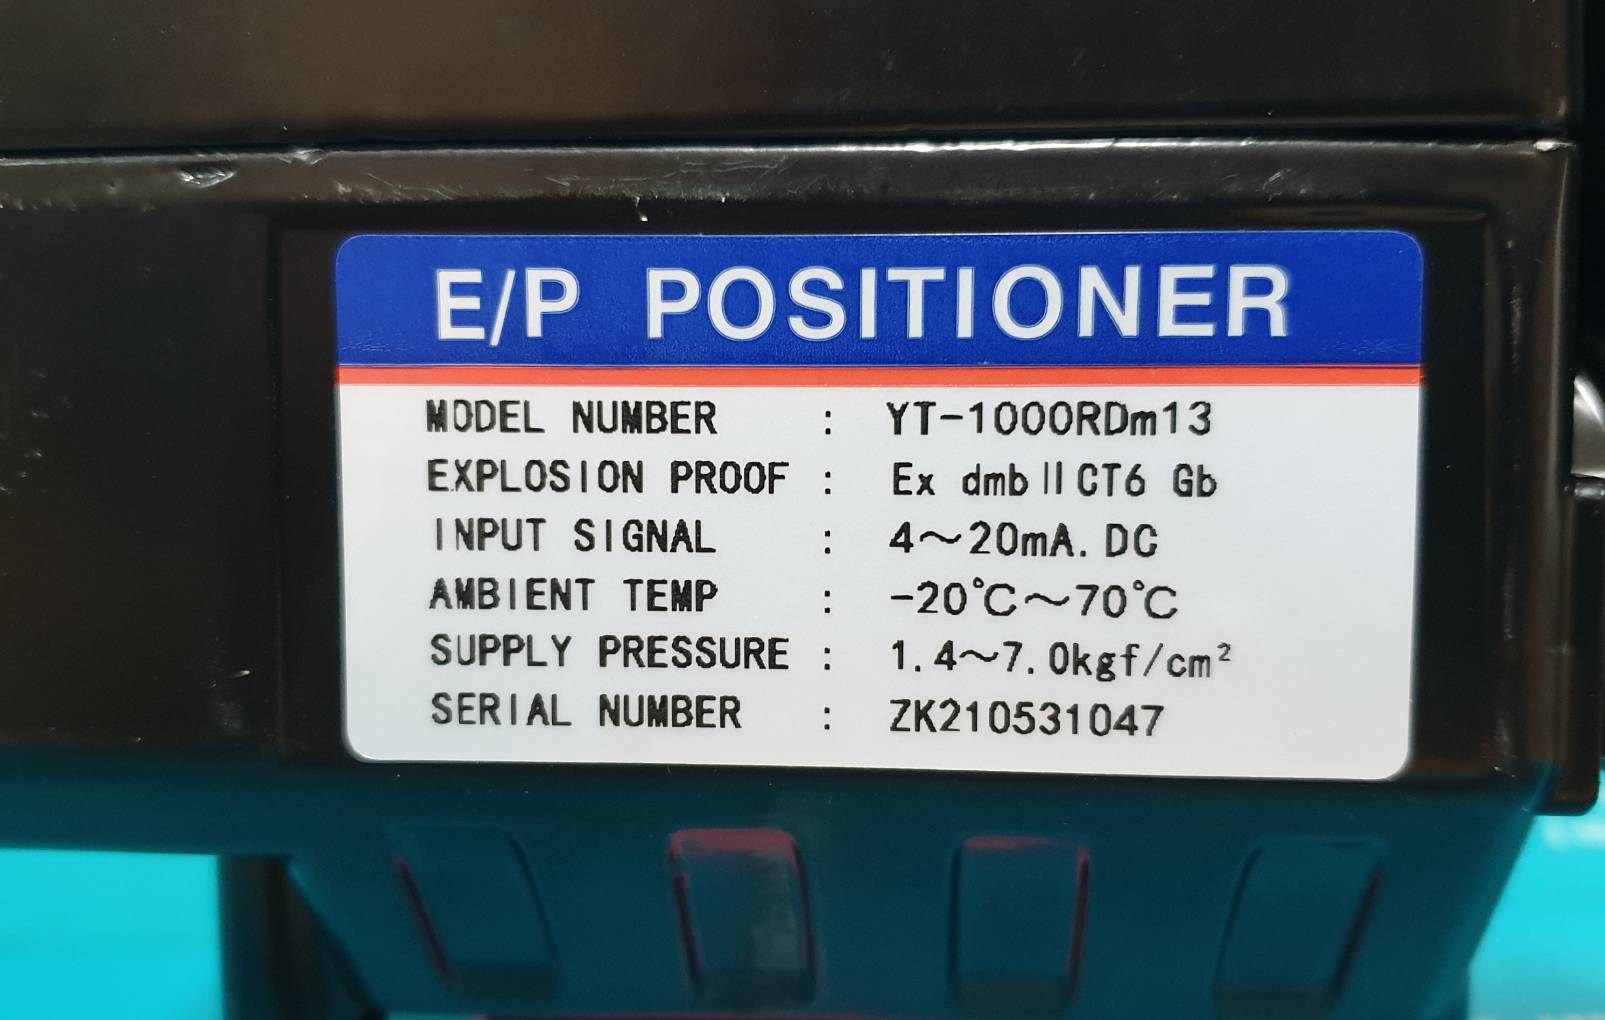 E/P POSITIONER
MODEL NUMBER : YT-1000RDm13
EXPLOSION PROOF : Ex dmb II CT6 Gb
INPUT SIGNAL : 4～20mA. DC
AMBIENT TEMP : -20℃～70℃
SUPPLY PRESSURE : 1.4～7.0kgf/cm²
SERIAL NUMBER : ZK210531047